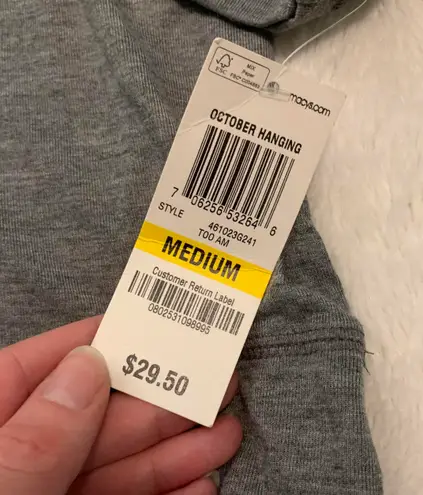 FSC
MIX
Paper
macys.com
OCTOBER HANGING
7 06256 53264 6
STYLE 461023G241
TOO AM
MEDIUM
Customer Return Label
0802531098995
$29.50